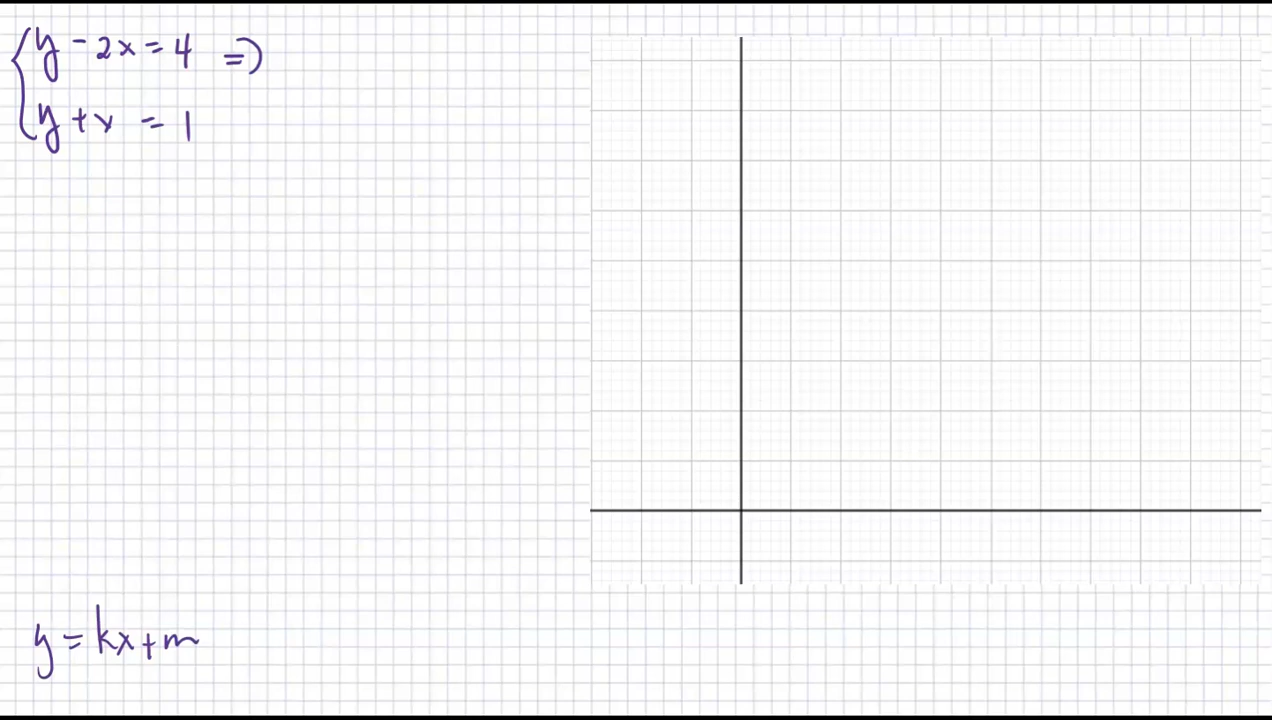 y - 2x = 4 =>
y + x = 1
y = kx + m